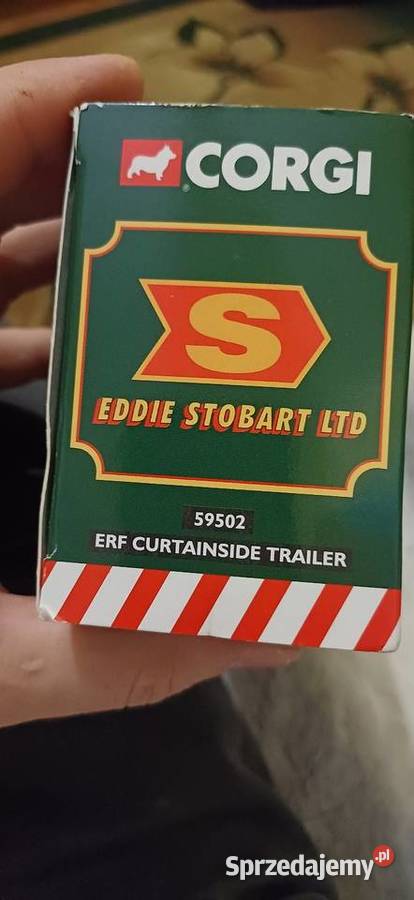 CORGI
S
EDDIE STOBART LTD
59502
ERF CURTAINSIDE TRAILER
Sprzedajemy.pl